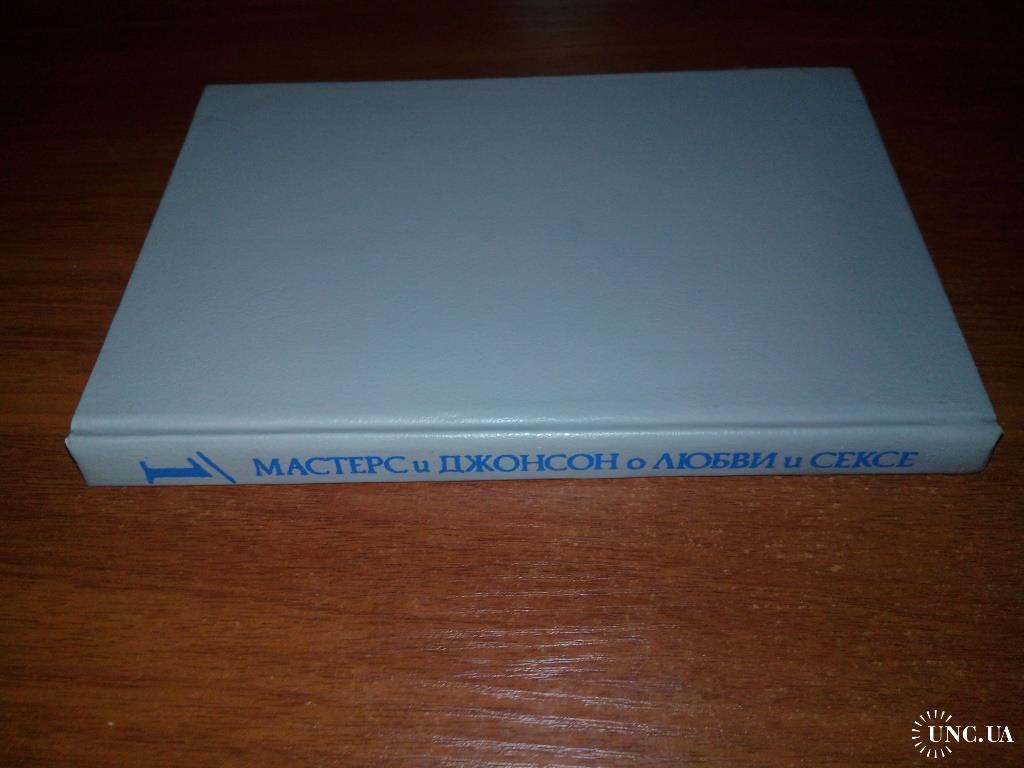 1/ МАСТЕРС и ДЖОНСОН о ЛЮБВИ и СЕКСЕ
UNC.UA